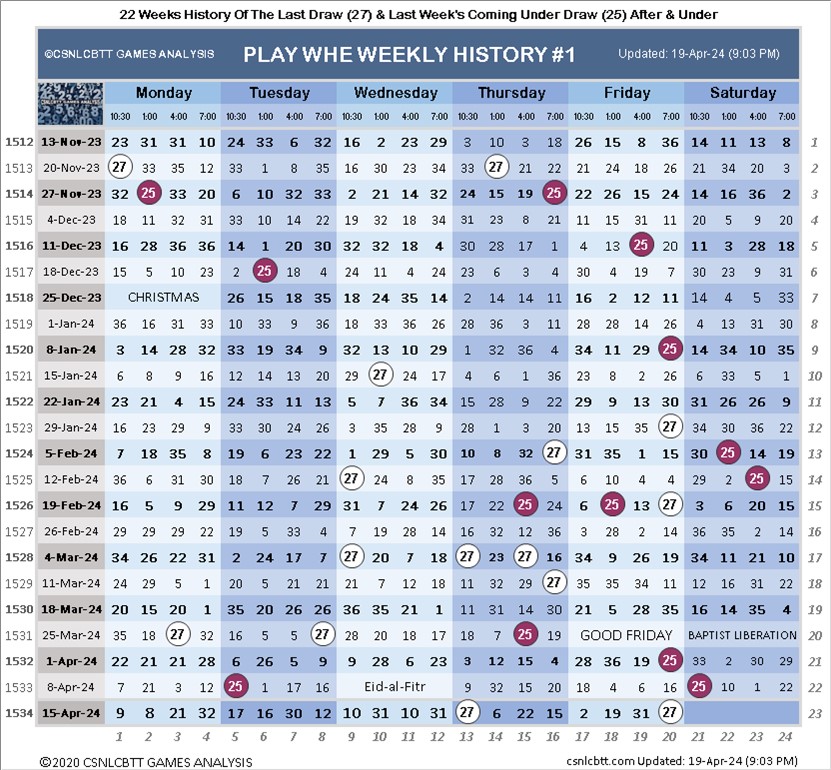 22 Weeks History Of The Last Draw (27) & Last Week's Coming Under Draw (25) After & Under
©CSNLCBTT GAMES ANALYSIS PLAY WHE WEEKLY HISTORY #1 Updated: 19-Apr-24 (9:03 PM)
Monday Tuesday Wednesday Thursday Friday Saturday
10:30 1:00 4:00 7:00 10:30 1:00 4:00 7:00 10:30 1:00 4:00 7:00 10:30 1:00 4:00 7:00 10:30 1:00 4:00 7:00 10:30 1:00 4:00 7:00
1512 13-Nov-23 23 31 31 10 24 33 6 32 16 2 23 29 3 10 3 18 26 15 8 36 14 11 13 8 1
1513 20-Nov-23 27 33 35 12 33 1 35 16 30 23 34 33 27 21 22 21 24 18 26 21 34 20 3 2
1514 27-Nov-23 32 25 33 20 6 10 32 33 2 21 14 32 24 15 19 25 22 26 15 24 14 16 36 2 3
1515 4-Dec-23 18 11 32 31 33 10 14 22 19 32 18 34 31 23 8 21 11 15 31 11 20 5 9 20 4
1516 11-Dec-23 16 28 36 36 14 1 20 30 32 32 18 4 30 28 17 1 4 13 25 20 11 3 28 18 5
1517 18-Dec-23 15 5 10 23 2 25 18 4 24 11 4 24 23 6 3 4 30 4 19 7 30 23 9 31 6
1518 25-Dec-23 CHRISTMAS 26 15 18 35 18 24 35 14 2 14 14 11 16 2 12 11 14 4 5 33 7
1519 1-Jan-24 36 16 31 33 10 33 9 36 18 33 36 26 28 36 3 11 28 28 14 26 4 13 31 30 8
1520 8-Jan-24 3 14 28 32 33 19 34 9 32 13 10 29 1 32 36 4 34 11 29 25 14 34 10 35 9
1521 15-Jan-24 6 8 9 16 12 14 13 20 29 27 24 17 4 6 1 36 23 8 2 26 6 33 5 1 10
1522 22-Jan-24 23 21 4 15 24 33 11 13 5 7 36 34 15 28 9 22 29 9 13 30 31 26 26 9 11
1523 29-Jan-24 16 23 29 9 33 30 24 26 3 35 28 9 28 1 3 20 13 15 35 27 30 36 36 22 12
1524 5-Feb-24 7 18 35 8 19 6 23 22 1 29 5 30 10 8 32 27 31 35 1 15 30 25 14 19 13
1525 12-Feb-24 36 6 31 30 18 7 26 21 27 24 8 35 17 28 36 5 6 10 4 4 29 2 25 15 14
1526 19-Feb-24 16 5 9 29 11 12 7 29 31 7 24 26 17 22 25 24 6 25 13 27 3 6 20 15 15
1527 26-Feb-24 29 29 29 22 19 5 33 4 7 19 28 14 16 32 12 36 3 28 2 14 36 35 2 14 16
1528 4-Mar-24 34 26 22 31 2 24 17 7 27 20 7 18 27 23 27 16 34 9 26 19 34 11 21 10 17
1529 11-Mar-24 24 29 5 1 20 5 21 21 21 7 12 18 11 32 29 27 35 35 34 11 12 16 31 22 18
1530 18-Mar-24 20 15 20 1 35 20 26 26 36 35 21 1 11 31 14 30 21 5 28 35 16 14 35 4 19
1531 25-Mar-24 35 18 27 32 16 5 5 27 28 20 18 17 18 7 25 19 GOOD FRIDAY BAPTIST LIBERATION 20
1532 1-Apr-24 22 21 21 28 6 26 5 9 9 28 6 23 3 12 15 4 28 36 19 25 33 2 30 29 21
1533 8-Apr-24 7 21 3 12 25 1 17 16 Eid-al-Fitr 9 32 15 20 18 4 6 16 25 10 1 22 22
1534 15-Apr-24 9 8 21 32 17 16 30 12 10 31 10 31 27 6 22 15 2 19 31 27 23
1 2 3 4 5 6 7 8 9 10 11 12 13 14 15 16 17 18 19 20 21 22 23 24
©2020 CSNLCBTT GAMES ANALYSIS csnlcbtt.com Updated: 19-Apr-24 (9:03 PM)